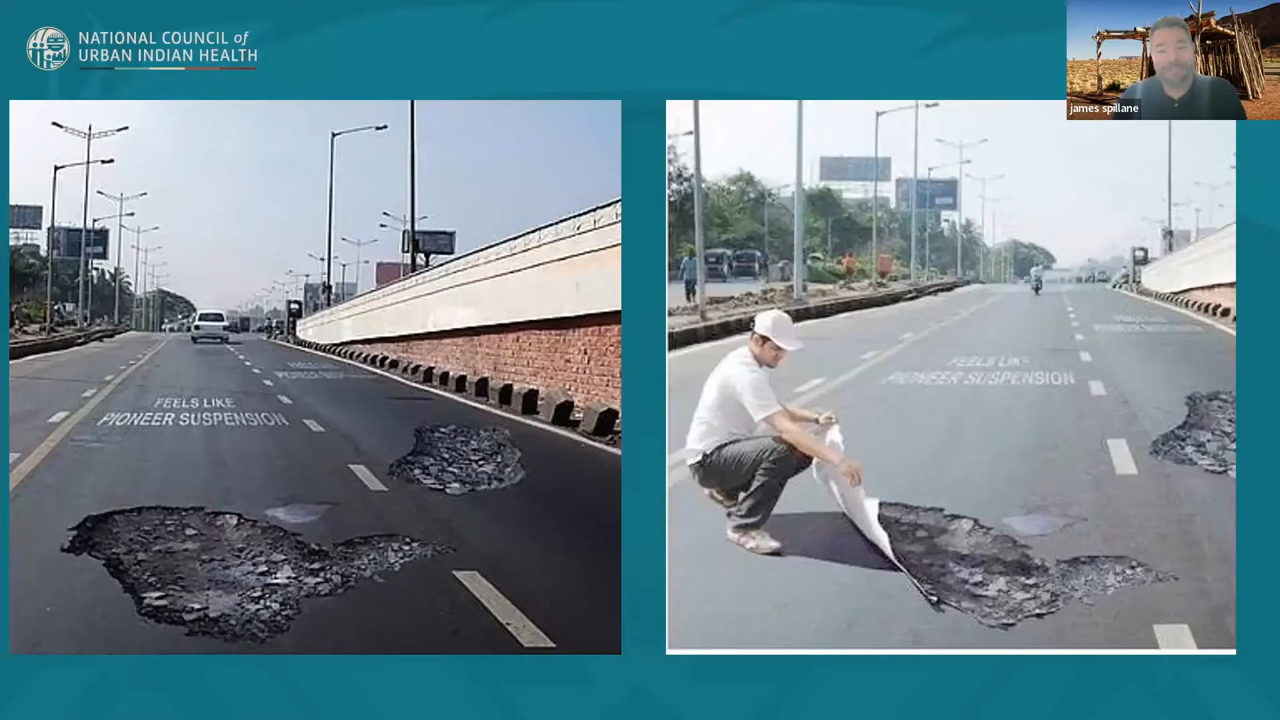 NATIONAL COUNCIL of
URBAN INDIAN HEALTH
james spillane
FEELS LIKE
PIONEER SUSPENSION
FEELS LIKE
PIONEER SUSPENSION